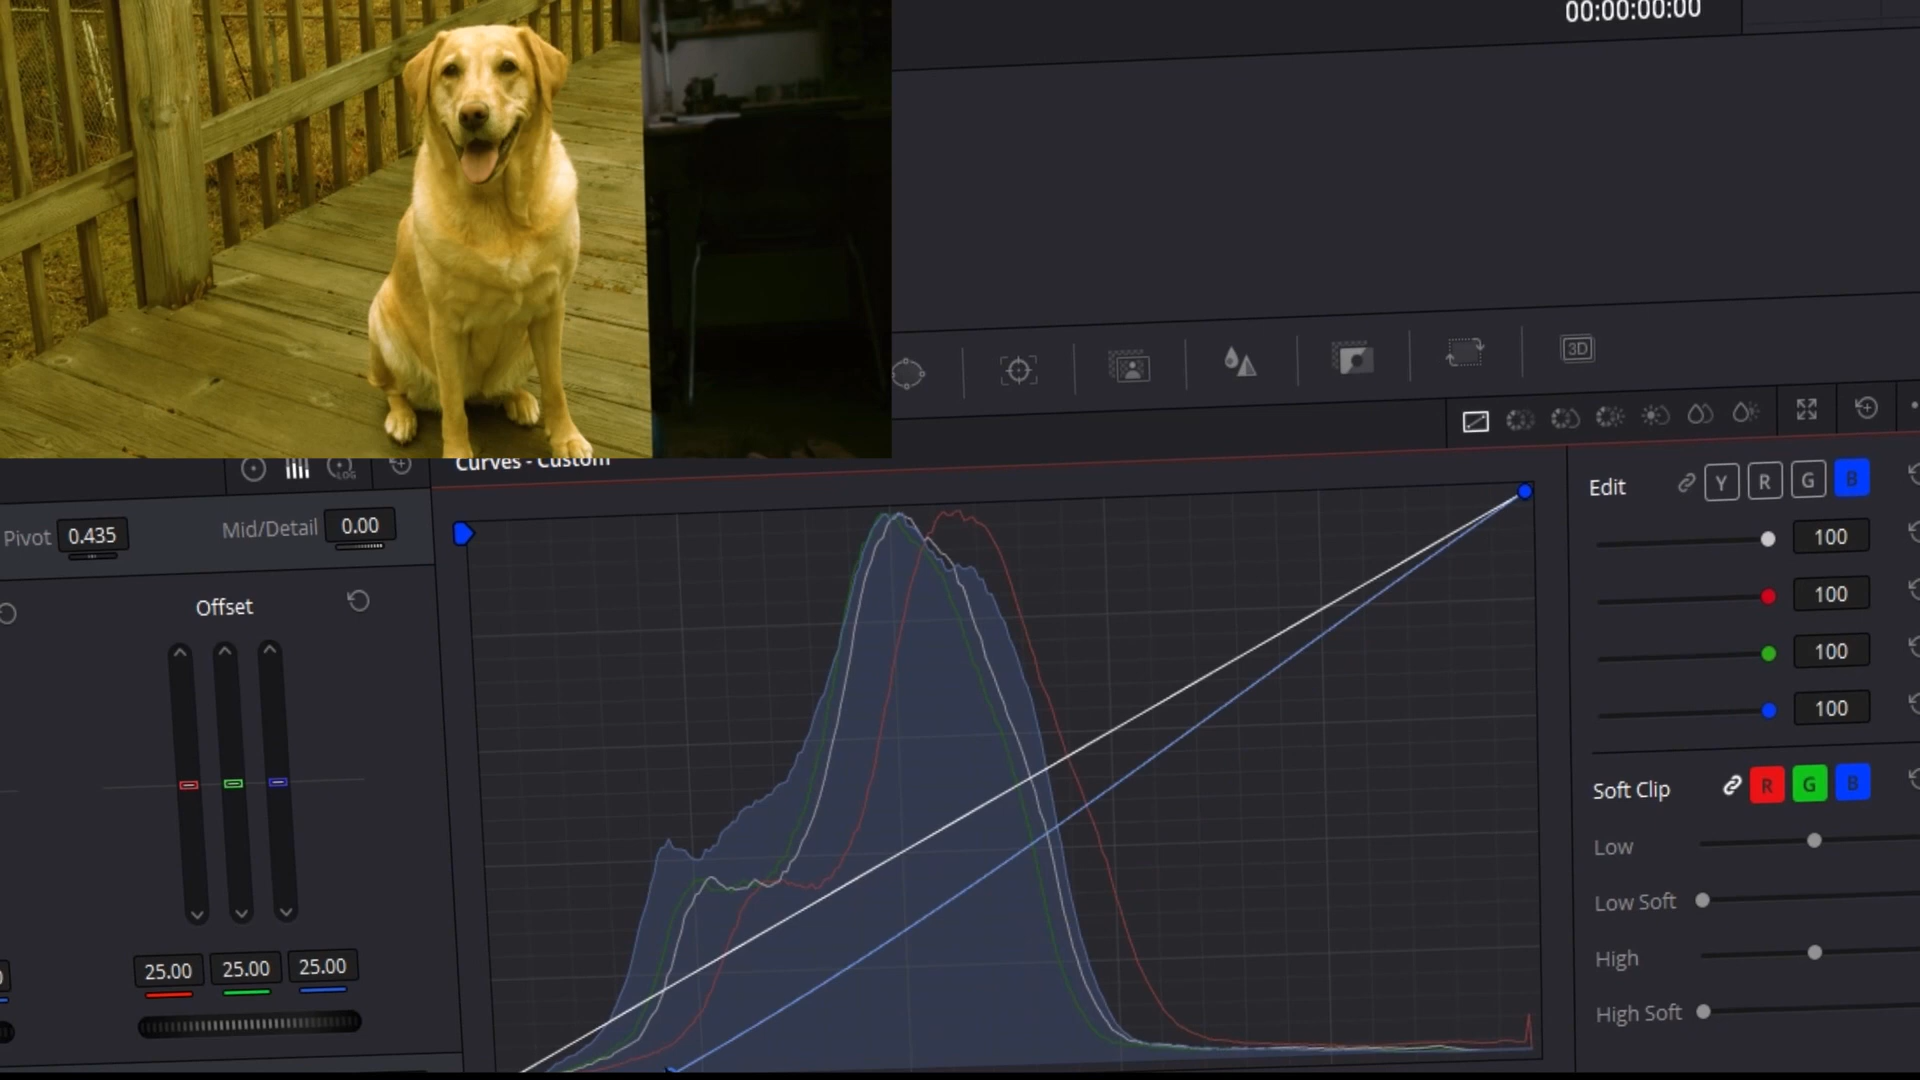 00:00:00:00
3D
LOG
Curves - Custom
Edit Y R G B
Pivot 0.435 Mid/Detail 0.00
100
Offset
100
100
100
Soft Clip R G B
Low
Low Soft
High
25.00 25.00 25.00
High Soft